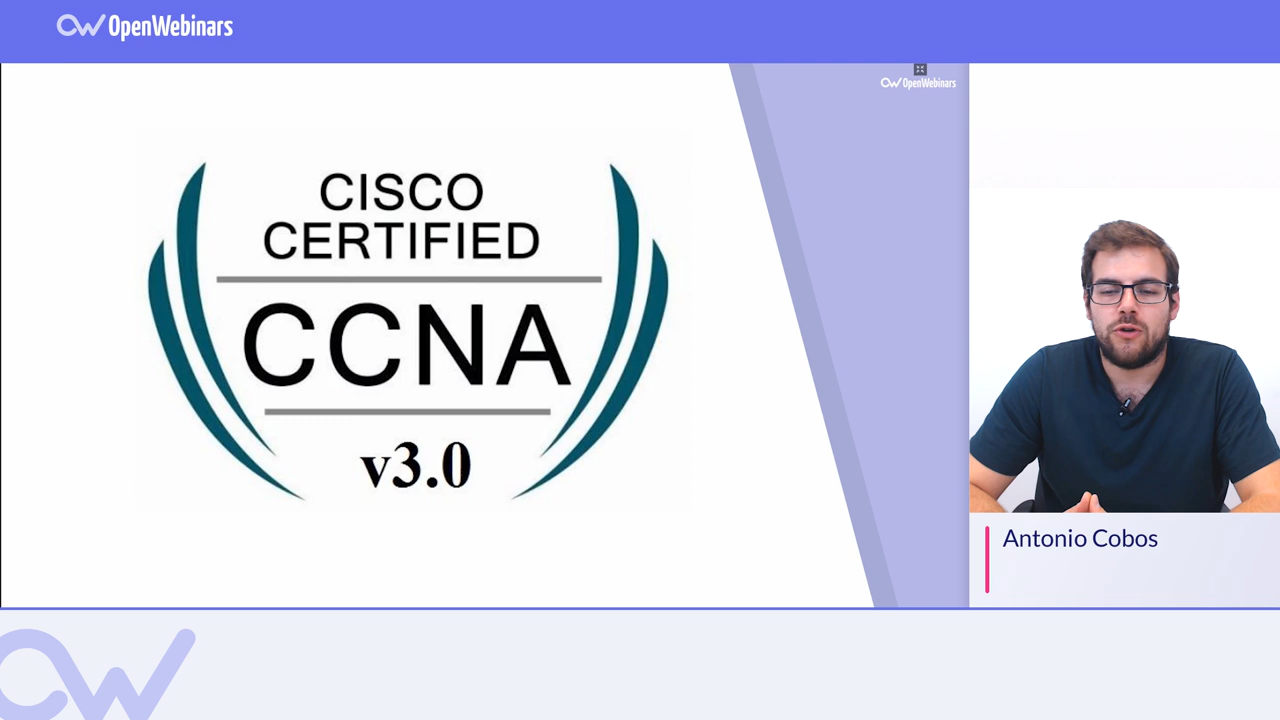 OpenWebinars
OpenWebinars
CISCO
CERTIFIED
CCNA
v3.0
Antonio Cobos